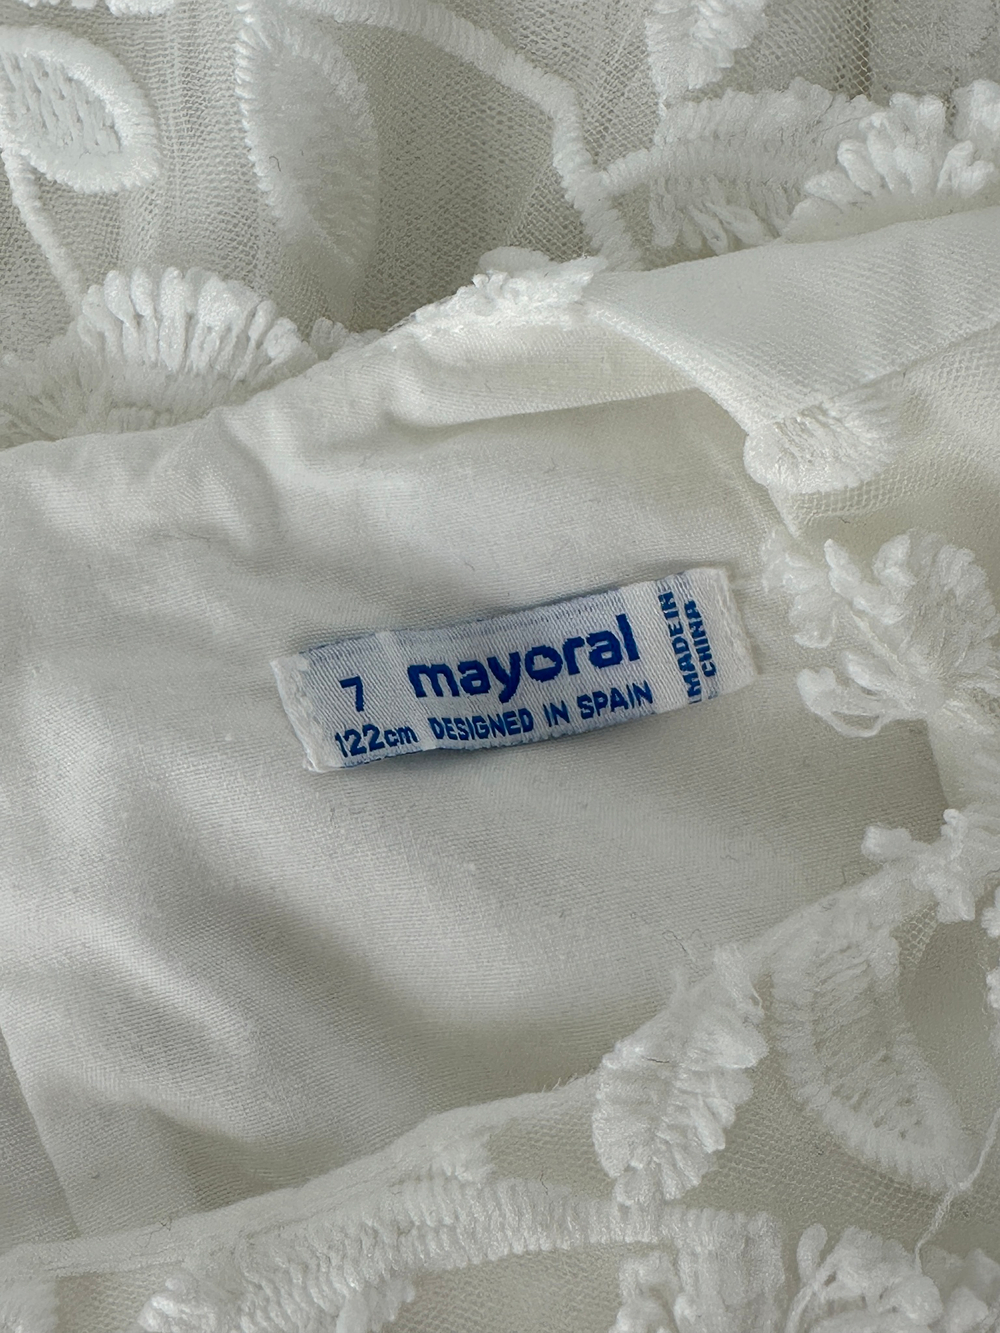 7
122cm
mayoral
DESIGNED IN SPAIN
MADE IN
CHINA